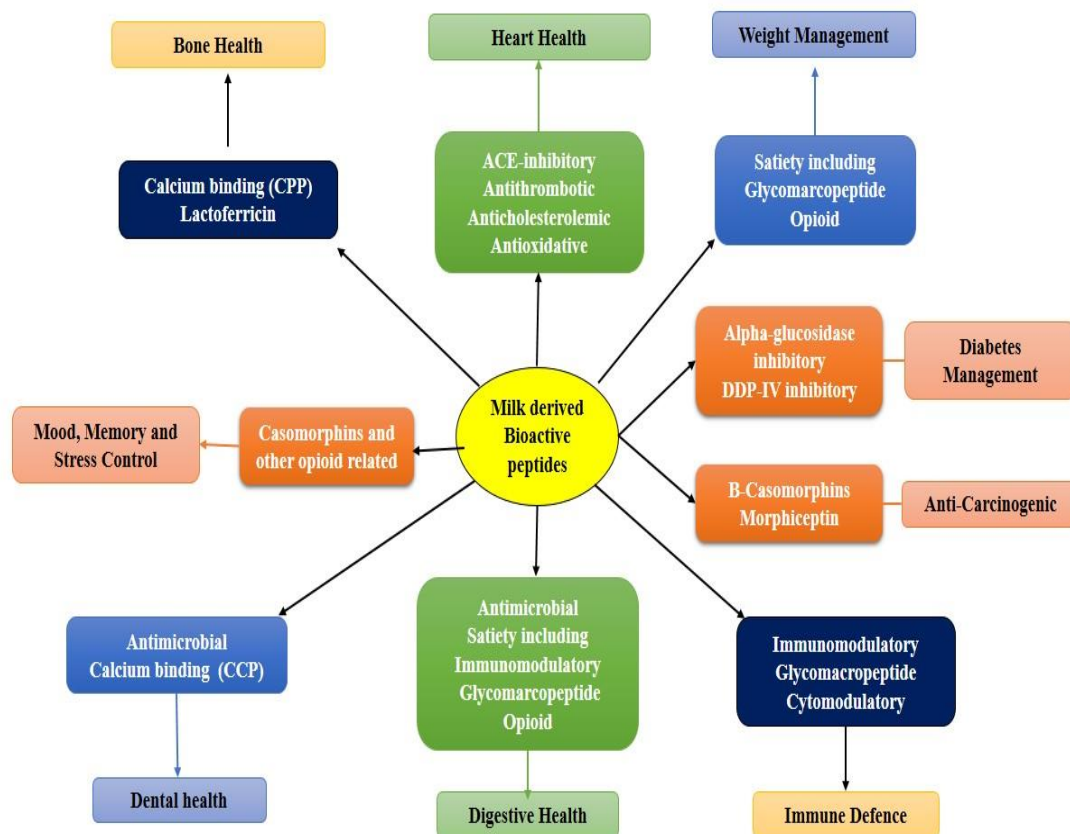 Bone Health
Heart Health
Weight Management
Calcium binding (CPP)
Lactoferricin
ACE-inhibitory
Antithrombotic
Anticholesterolemic
Antioxidative
Satiety including
Glycomarcopeptide
Opioid
Alpha-glucosidase
inhibitory
DDP-IV inhibitory
Diabetes
Management
Milk derived
Bioactive
peptides
Casomorphins and
other opioid related
Mood, Memory and
Stress Control
B-Casomorphins
Morphiceptin
Anti-Carcinogenic
Antimicrobial
Calcium binding (CCP)
Antimicrobial
Satiety including
Immunomodulatory
Glycomarcopeptide
Opioid
Immunomodulatory
Glycomacropeptide
Cytomodulatory
Dental health
Digestive Health
Immune Defence